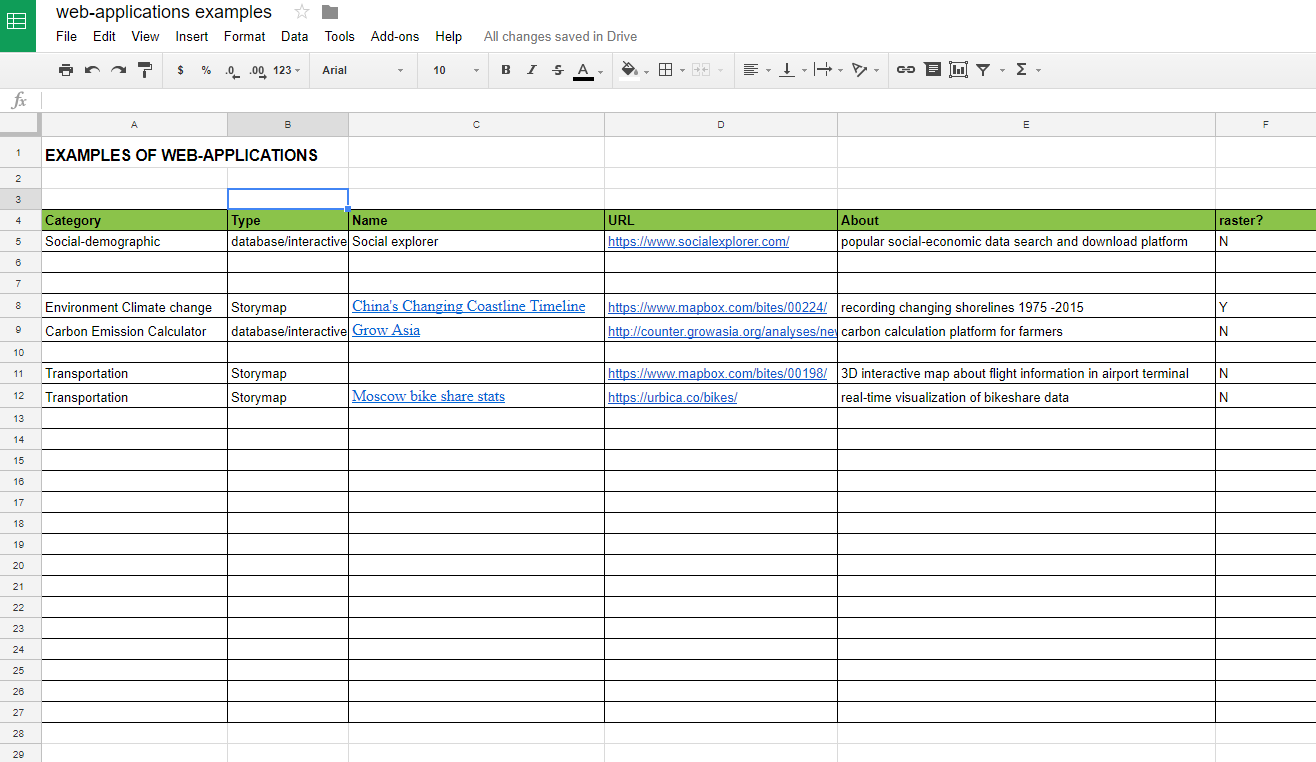 web-applications examples
File Edit View Insert Format Data Tools Add-ons Help All changes saved in Drive
$ % .0 .00 123 Arial 10 B I S A Σ
fx
A B C D E F
1 EXAMPLES OF WEB-APPLICATIONS
2
3
4 Category Type Name URL About raster?
5 Social-demographic database/interactive Social explorer https://www.socialexplorer.com/ popular social-economic data search and download platform N
6
7
8 Environment Climate change Storymap China's Changing Coastline Timeline https://www.mapbox.com/bites/00224/ recording changing shorelines 1975 -2015 Y
9 Carbon Emission Calculator database/interactive Grow Asia http://counter.growasia.org/analyses/new carbon calculation platform for farmers N
10
11 Transportation Storymap https://www.mapbox.com/bites/00198/ 3D interactive map about flight information in airport terminal N
12 Transportation Storymap Moscow bike share stats https://urbica.co/bikes/ real-time visualization of bikeshare data N
13
14
15
16
17
18
19
20
21
22
23
24
25
26
27
28
29